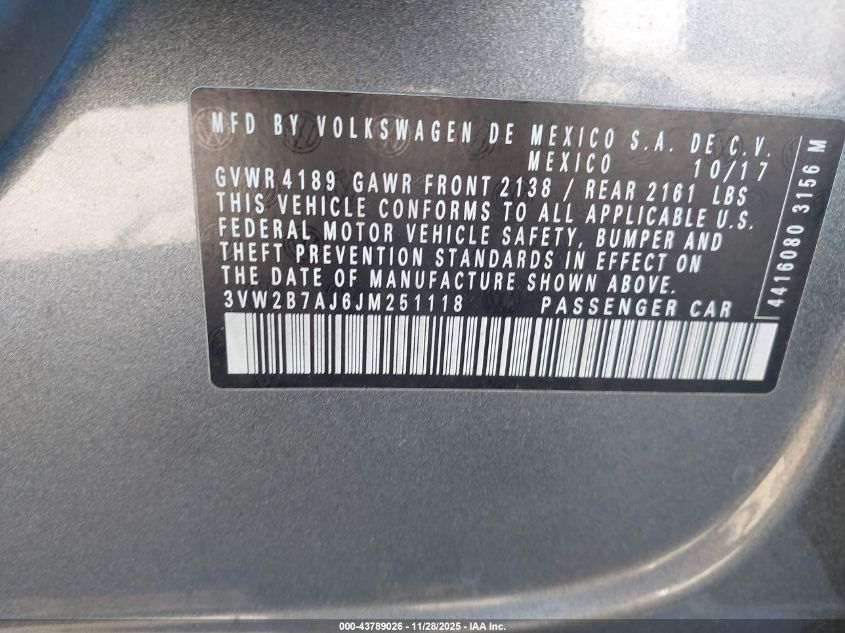 MFD BY VOLKSWAGEN DE MEXICO S.A. DE C.V.
MEXICO 10/17
GVWR 4189 GAWR FRONT 2138 / REAR 2161 LBS
THIS VEHICLE CONFORMS TO ALL APPLICABLE U.S.
FEDERAL MOTOR VEHICLE SAFETY, BUMPER AND
THEFT PREVENTION STANDARDS IN EFFECT ON
THE DATE OF MANUFACTURE SHOWN ABOVE.
3VW2B7AJ6JM251118 PASSENGER CAR
4416080 3156 M
000-43789026 - 11/28/2025 - IAA Inc.